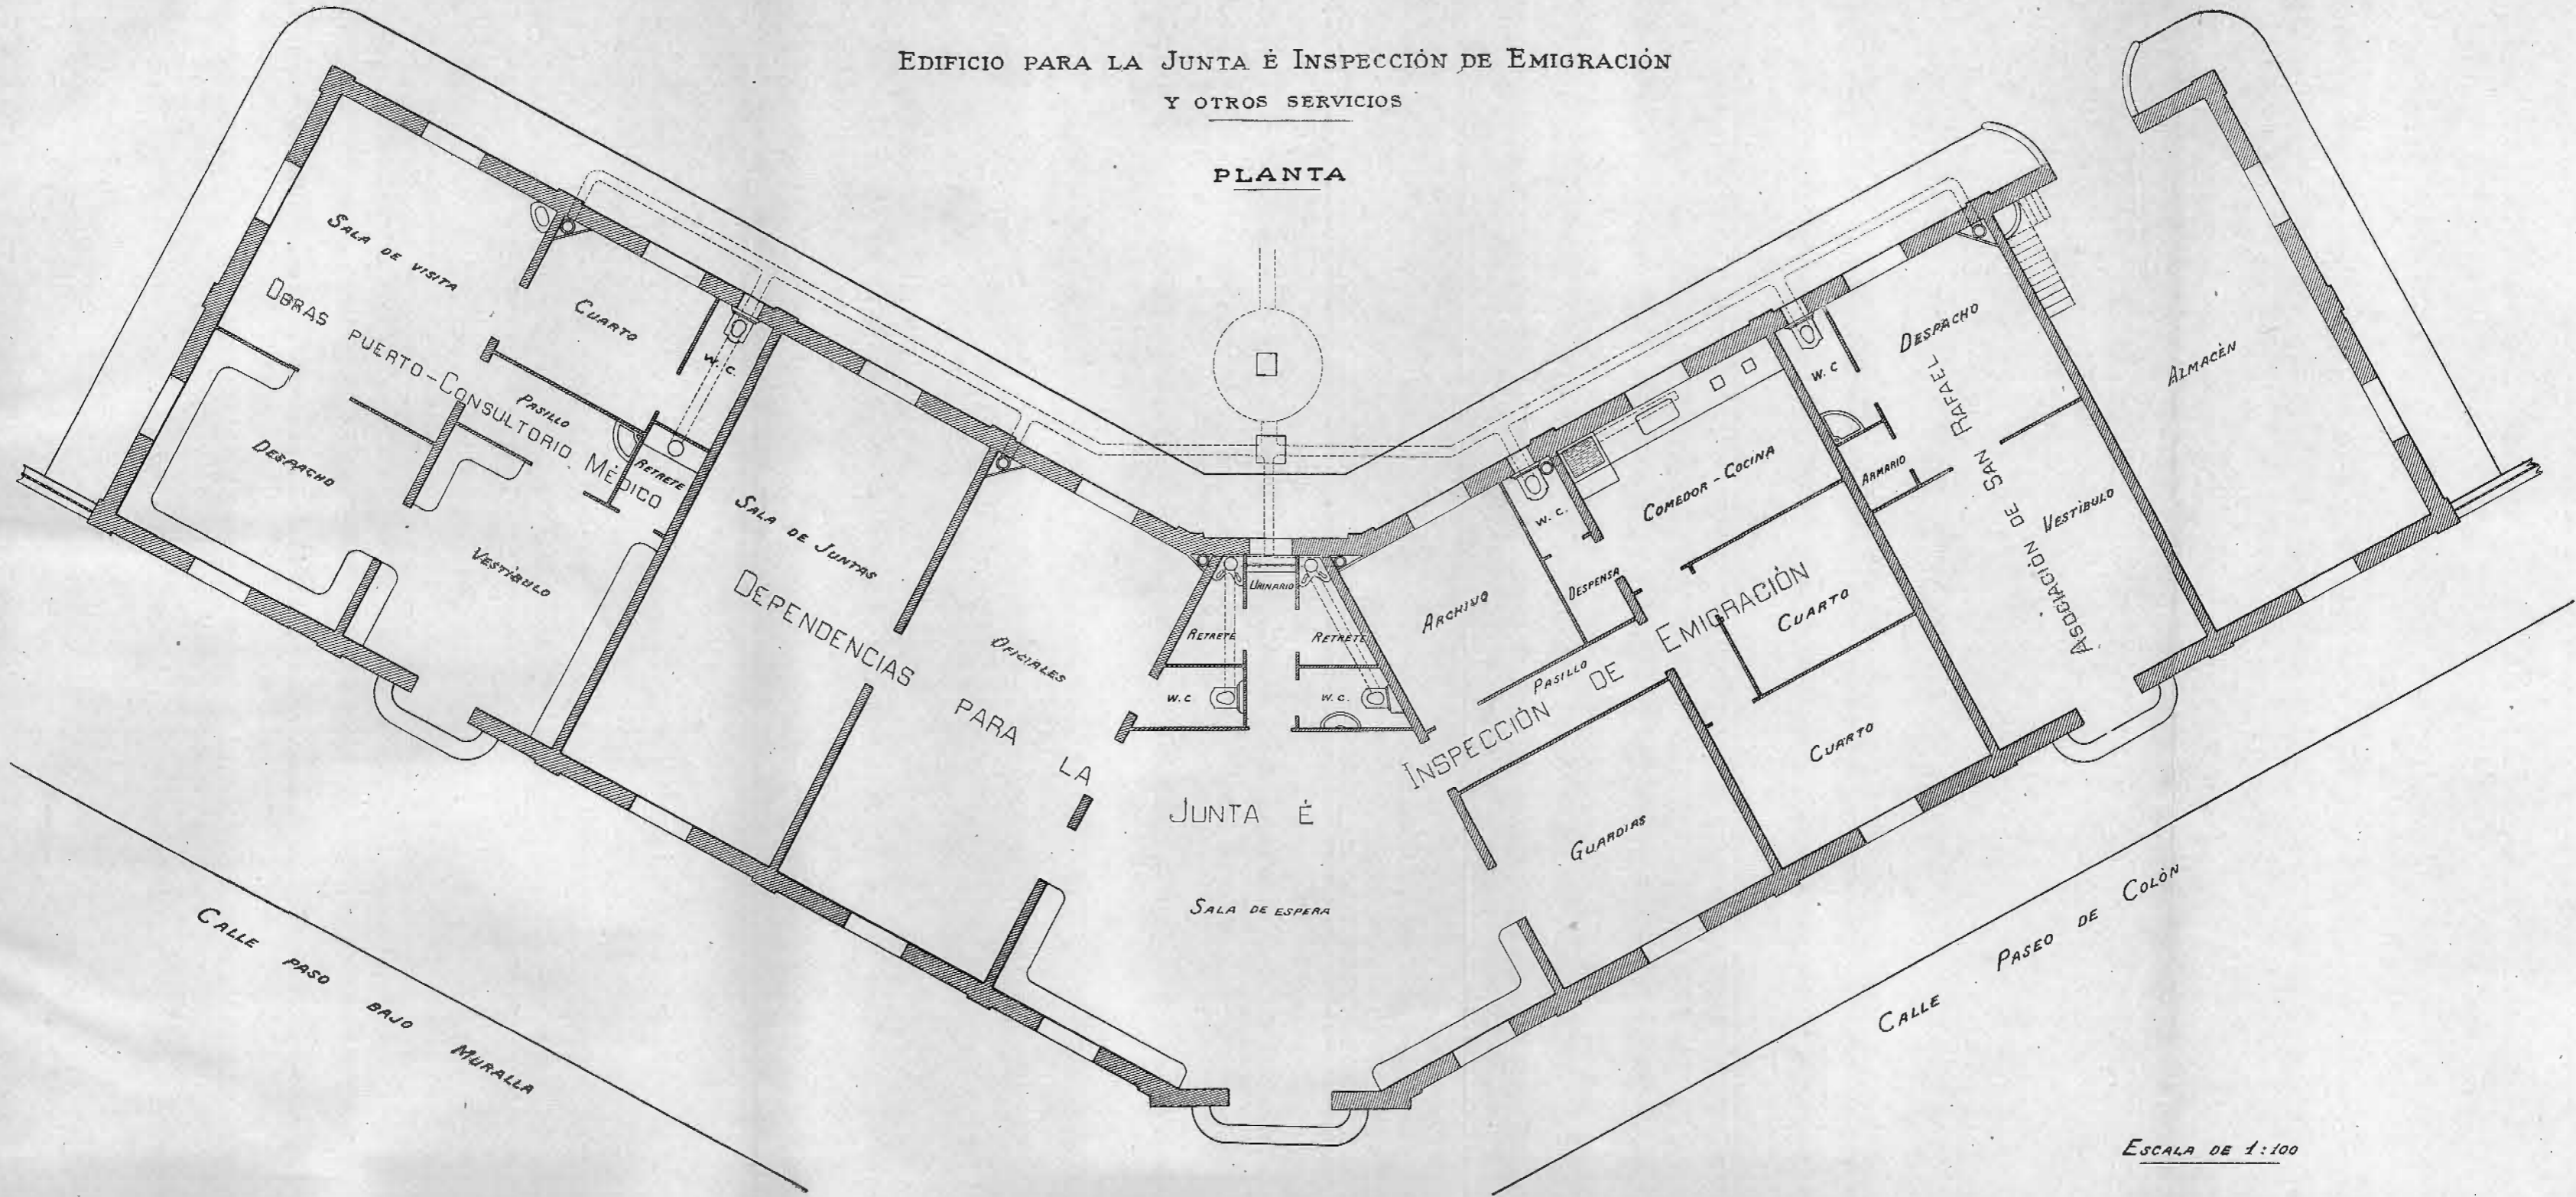 EDIFICIO PARA LA JUNTA É INSPECCIÓN DE EMIGRACIÓN
Y OTROS SERVICIOS
PLANTA
SALA DE VISITA
CUARTO
W.C.
OBRAS PUERTO-CONSULTORIO MÉDICO
PASILLO
RETRETE
DESPACHO
VESTÍBULO
SALA DE JUNTAS
OFICIALES
DEPENDENCIAS PARA LA JUNTA É INSPECCIÓN DE EMIGRACIÓN
URINARIO
RETRETE
RETRETE
W.C
W.C.
SALA DE ESPERA
ARCHIVO
W.C.
DESPENSA
PASILLO
COMEDOR-COCINA
CUARTO
CUARTO
GUARDIAS
W.C
DESPACHO
ARMARIO
ASOCIACIÓN DE SAN RAFAEL
VESTÍBULO
ALMACÈN
CALLE PASO BAJO MURALLA
CALLE PASEO DE COLÓN
ESCALA DE 1:100